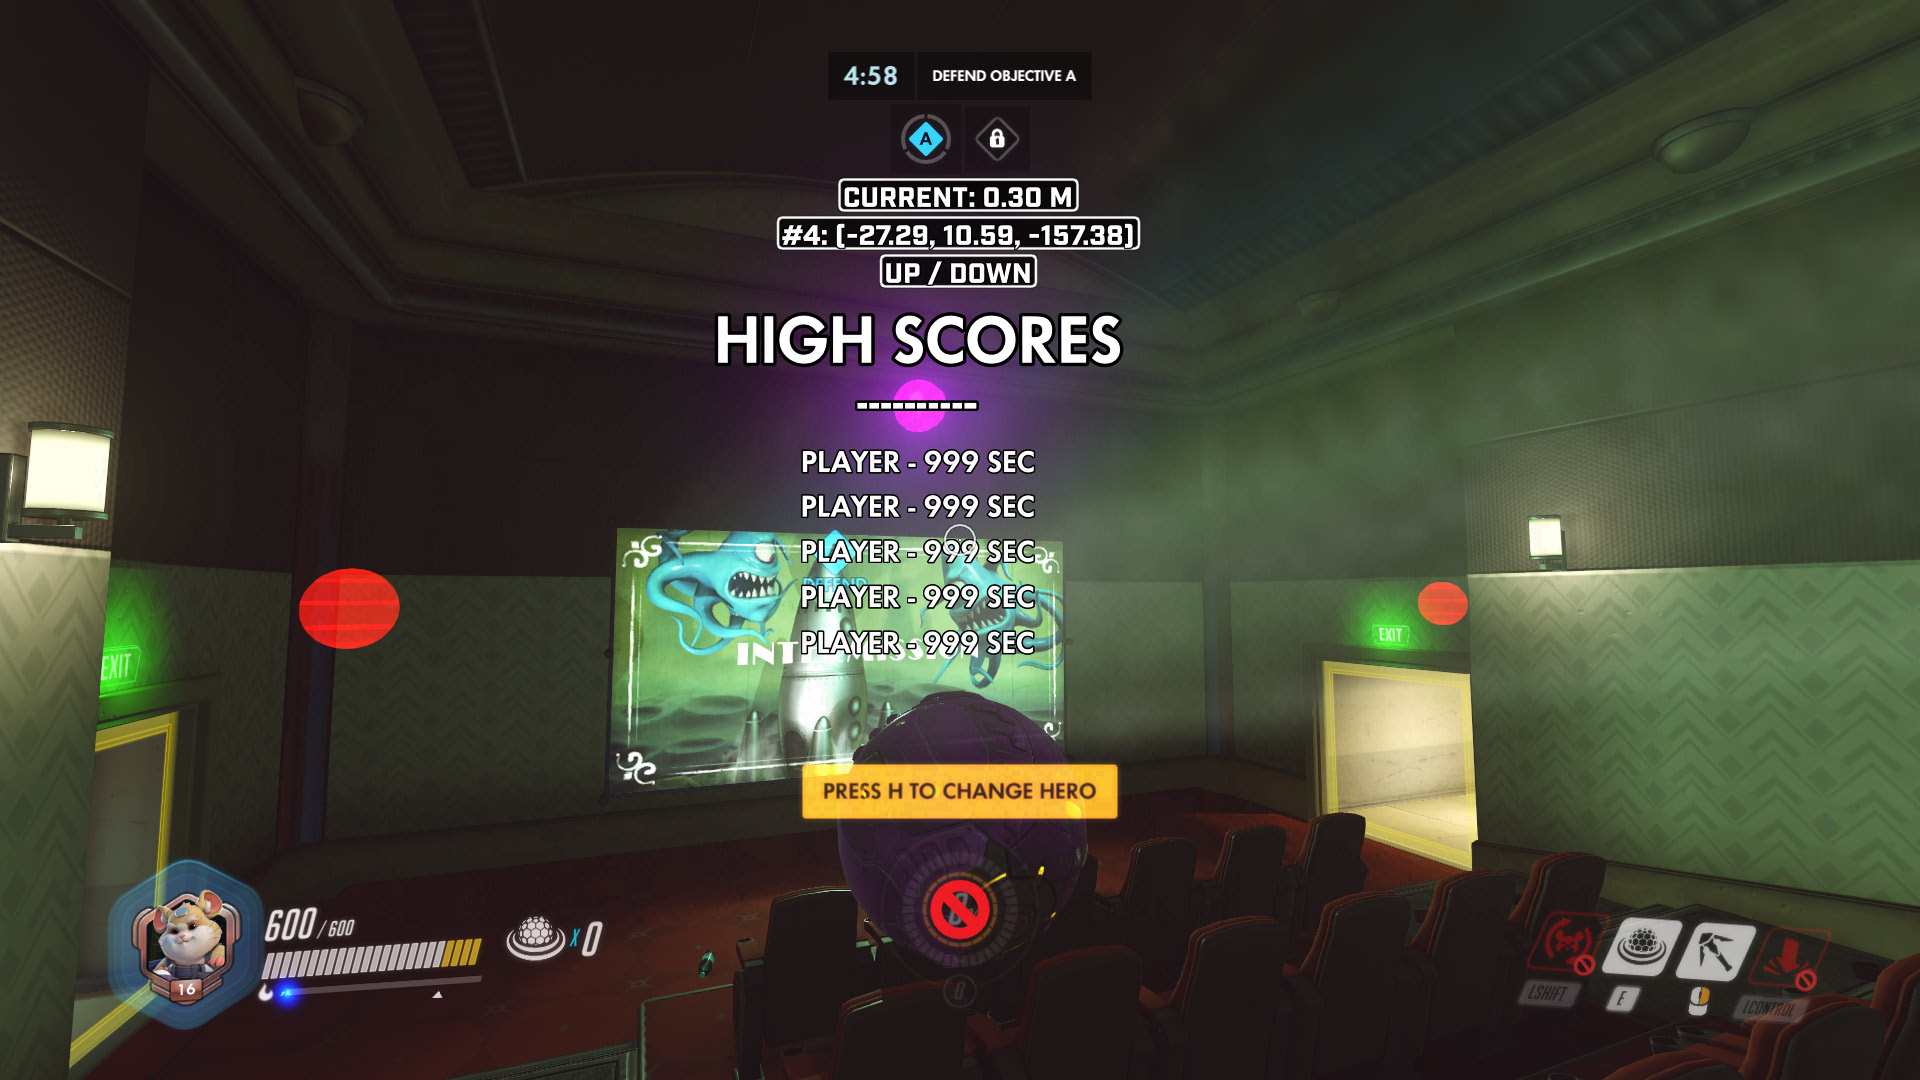 4:58
DEFEND OBJECTIVE A
A
CURRENT: 0.30 M
#4: (-27.29, 10.59, -157.38)
UP / DOWN
HIGH SCORES
----------
PLAYER - 999 SEC
PLAYER - 999 SEC
PLAYER - 999 SEC
DEFEND
PLAYER - 999 SEC
PLAYER - 999 SEC
EXIT
EXIT
PRESS H TO CHANGE HERO
600 / 600
X 0
16
Q
LSHIFT
E
LCONTROL